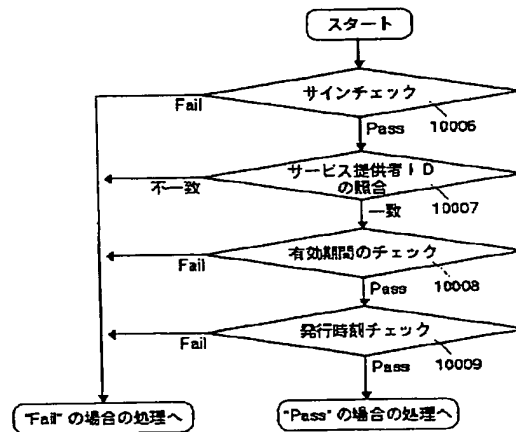 スタート
サインチェック
Fail
Pass
10006
サービス提供者ID
の照合
不一致
一致
10007
有効期間のチェック
Fail
Pass
10008
発行時刻チェック
Fail
Pass
10009
"Fail" の場合の処理へ
"Pass" の場合の処理へ